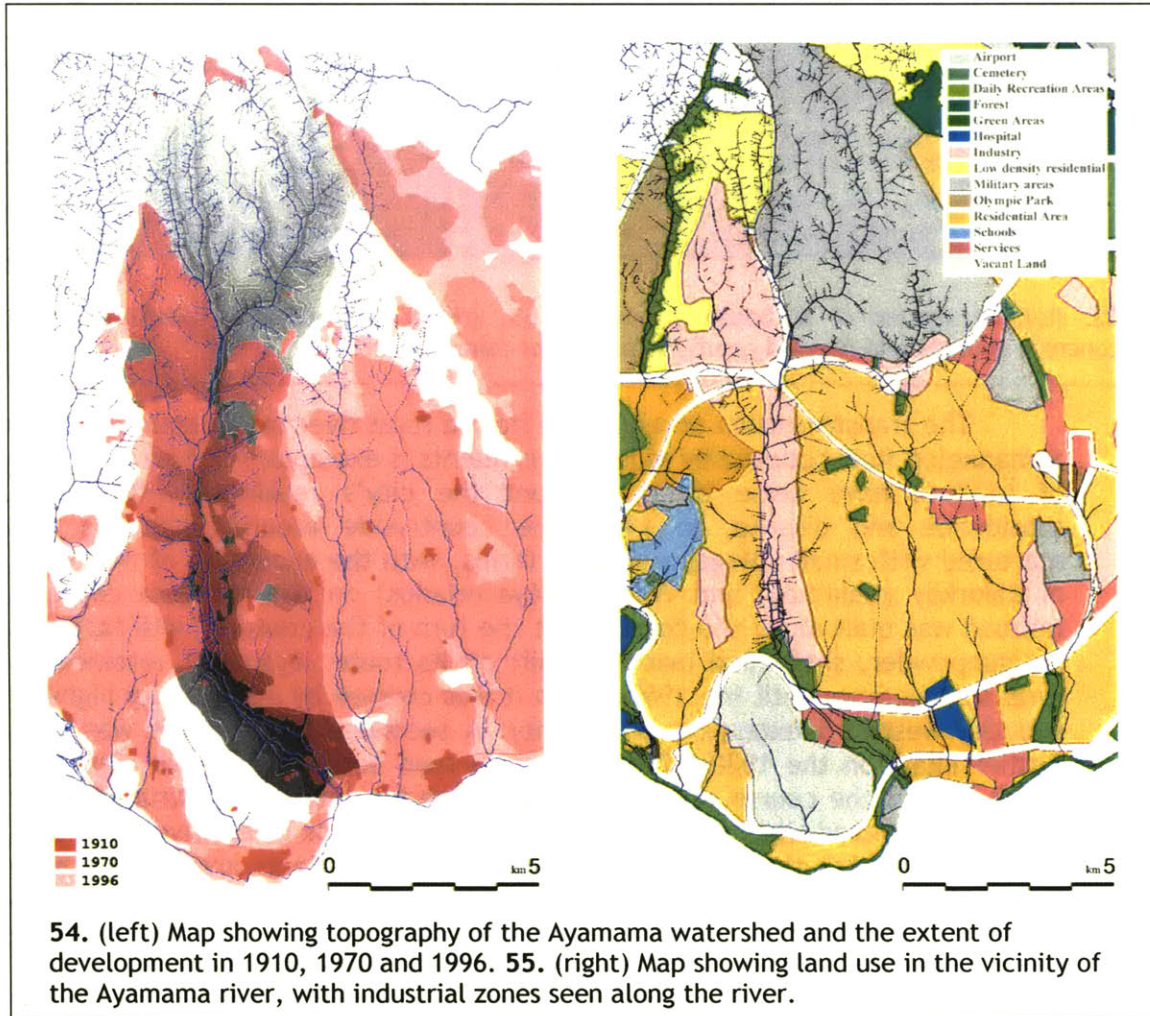 1910
1970
1996
0 km 5
Airport
Cemetery
Daily Recreation Areas
Forest
Green Areas
Hospital
Industry
Low density residential
Military areas
Olympic Park
Residential Area
Schools
Services
Vacant Land
0 km 5
54. (left) Map showing topography of the Ayamama watershed and the extent of
development in 1910, 1970 and 1996. 55. (right) Map showing land use in the vicinity of
the Ayamama river, with industrial zones seen along the river.